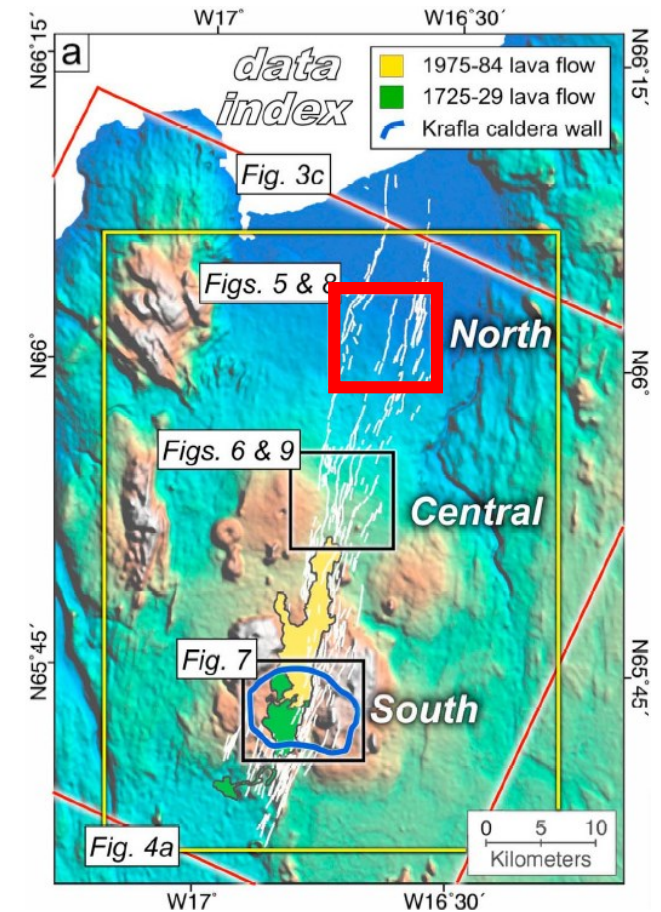 W17° W16°30′
N66°15′
a
data
index
1975-84 lava flow
1725-29 lava flow
Krafla caldera wall
N66°15′
Fig. 3c
Figs. 5 & 8
North
N66°
N66°
Figs. 6 & 9
Central
N65°45′
Fig. 7
N65°45′
South
Fig. 4a
0 5 10
Kilometers
W17° W16°30′